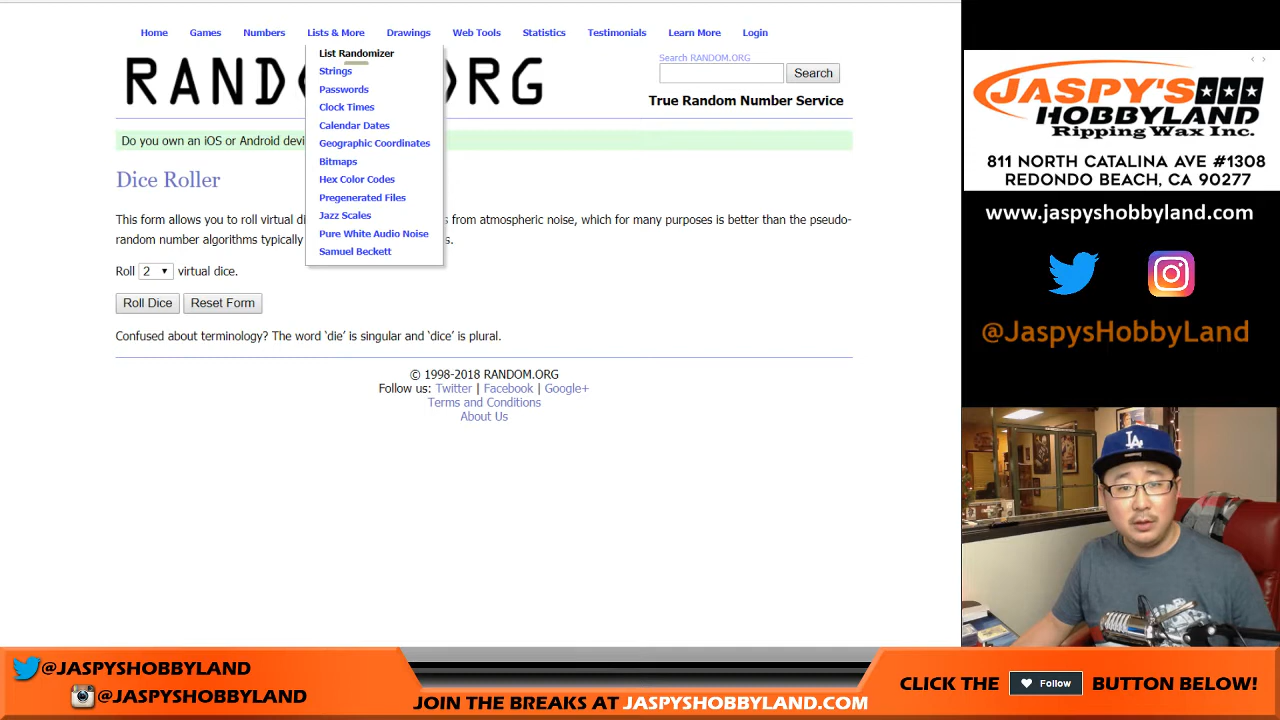 Home Games Numbers Lists & More Drawings Web Tools Statistics Testimonials Learn More Login
List Randomizer
Strings
Passwords
Clock Times
Calendar Dates
Geographic Coordinates
Bitmaps
Hex Color Codes
Pregenerated Files
Jazz Scales
Pure White Audio Noise
Samuel Beckett
RAND ORG
Search RANDOM.ORG
Search
True Random Number Service
Do you own an iOS or Android devi
Dice Roller
This form allows you to roll virtual di s from atmospheric noise, which for many purposes is better than the pseudo-
random number algorithms typically s.
Roll 2 virtual dice.
Roll Dice Reset Form
Confused about terminology? The word ‘die’ is singular and ‘dice’ is plural.
© 1998-2018 RANDOM.ORG
Follow us: Twitter | Facebook | Google+
Terms and Conditions
About Us
JASPY'S
HOBBYLAND
Ripping Wax Inc.
811 NORTH CATALINA AVE #1308
REDONDO BEACH, CA 90277
www.jaspyshobbyland.com
@JaspysHobbyLand
LA
@JASPYSHOBBYLAND
@JASPYSHOBBYLAND
JOIN THE BREAKS AT JASPYSHOBBYLAND.COM
CLICK THE Follow BUTTON BELOW!